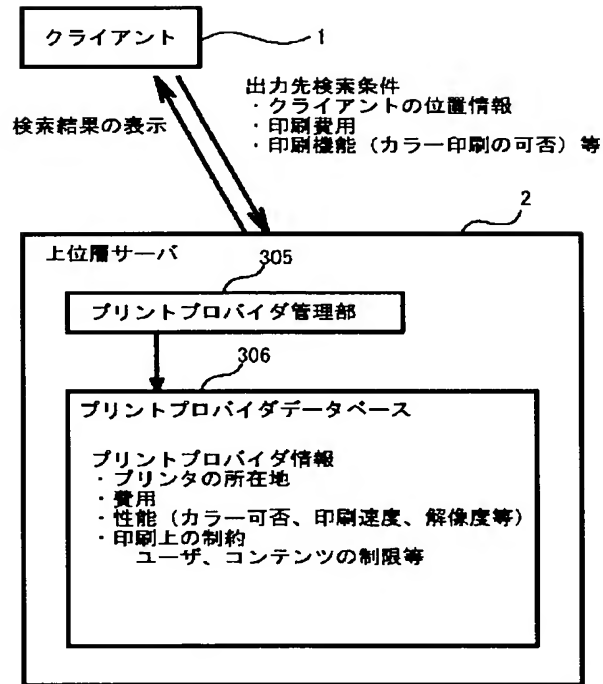 クライアント
1
出力先検索条件
・クライアントの位置情報
・印刷費用
・印刷機能（カラー印刷の可否）等
検索結果の表示
2
上位層サーバ
305
プリントプロバイダ管理部
306
プリントプロバイダデータベース
プリントプロバイダ情報
・プリンタの所在地
・費用
・性能（カラー可否、印刷速度、解像度等）
・印刷上の制約
ユーザ、コンテンツの制限等